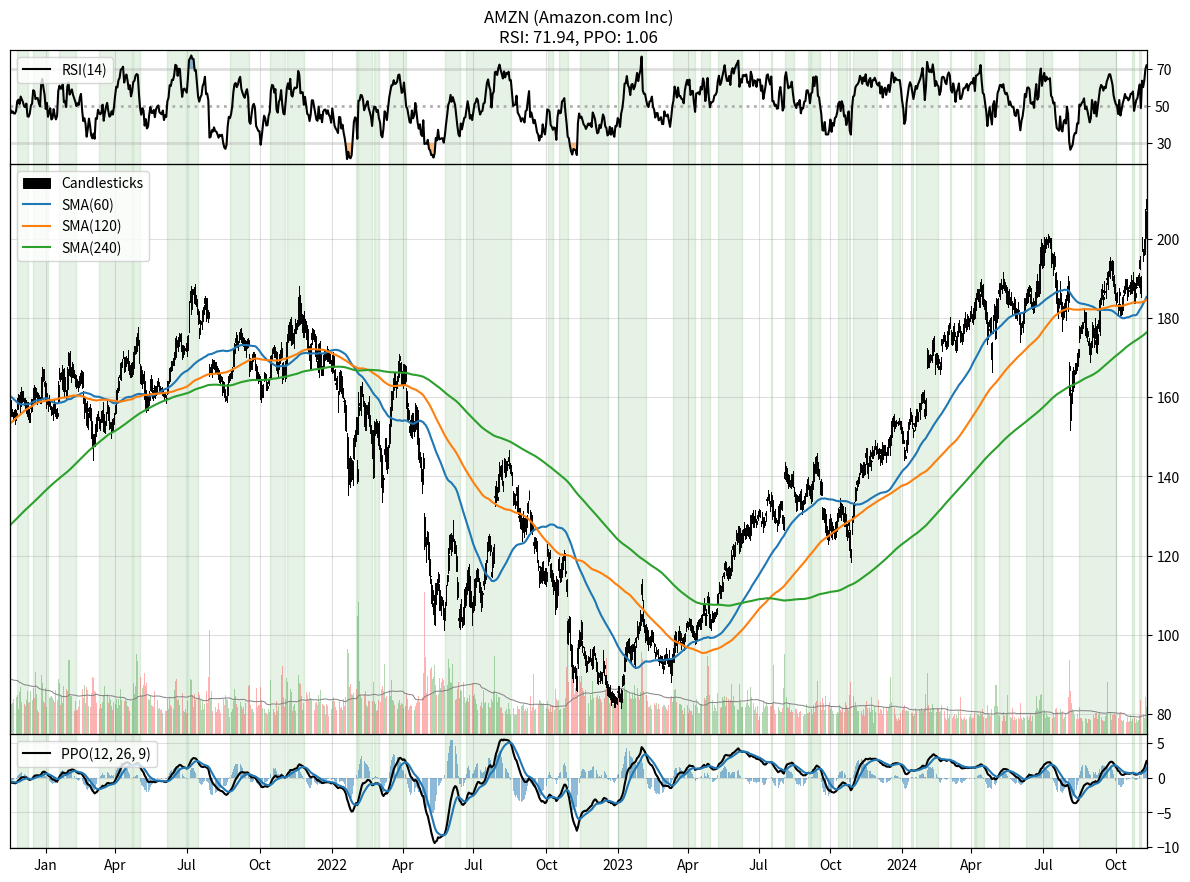 AMZN (Amazon.com Inc)
RSI: 71.94, PPO: 1.06
RSI(14)
70
50
30
Candlesticks
SMA(60)
SMA(120)
SMA(240)
200
180
160
140
120
100
80
PPO(12, 26, 9)
5
0
−5
−10
Jan Apr Jul Oct 2022 Apr Jul Oct 2023 Apr Jul Oct 2024 Apr Jul Oct